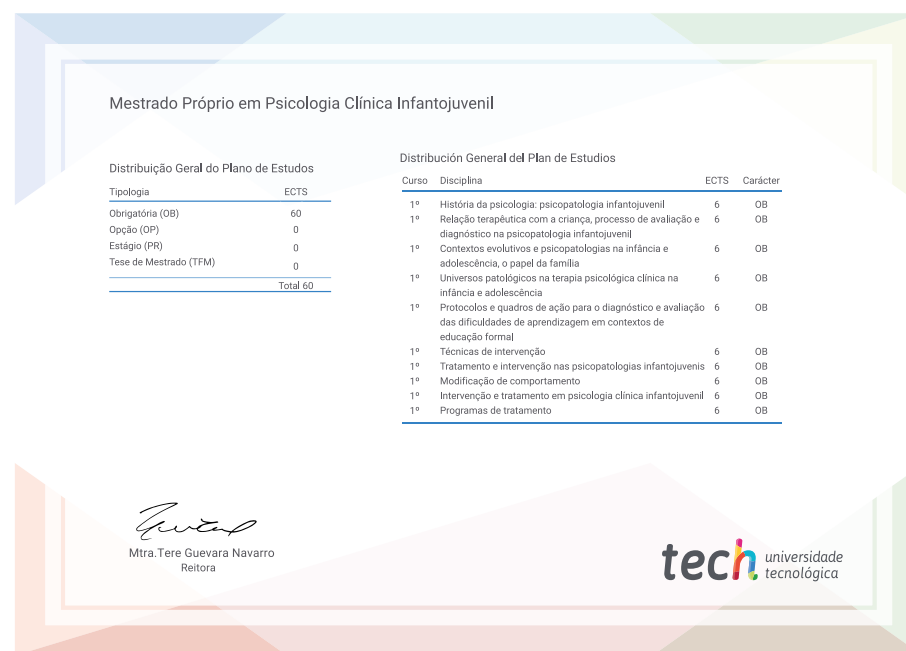 Mestrado Próprio em Psicologia Clínica Infantojuvenil
Distribuição Geral do Plano de Estudos
Tipologia ECTS
Obrigatória (OB) 60
Opção (OP) 0
Estágio (PR) 0
Tese de Mestrado (TFM) 0
Total 60
Distribución General del Plan de Estudios
Curso Disciplina ECTS Carácter
1º História da psicologia: psicopatologia infantojuvenil 6 OB
1º Relação terapêutica com a criança, processo de avaliação e 6 OB
diagnóstico na psicopatologia infantojuvenil
1º Contextos evolutivos e psicopatologias na infância e 6 OB
adolescência, o papel da família
1º Universos patológicos na terapia psicológica clínica na 6 OB
infância e adolescência
1º Protocolos e quadros de ação para o diagnóstico e avaliação 6 OB
das dificuldades de aprendizagem em contextos de
educação formal
1º Técnicas de intervenção 6 OB
1º Tratamento e intervenção nas psicopatologias infantojuvenis 6 OB
1º Modificação de comportamento 6 OB
1º Intervenção e tratamento em psicologia clínica infantojuvenil 6 OB
1º Programas de tratamento 6 OB
Mtra.Tere Guevara Navarro
Reitora
tech universidade
tecnológica